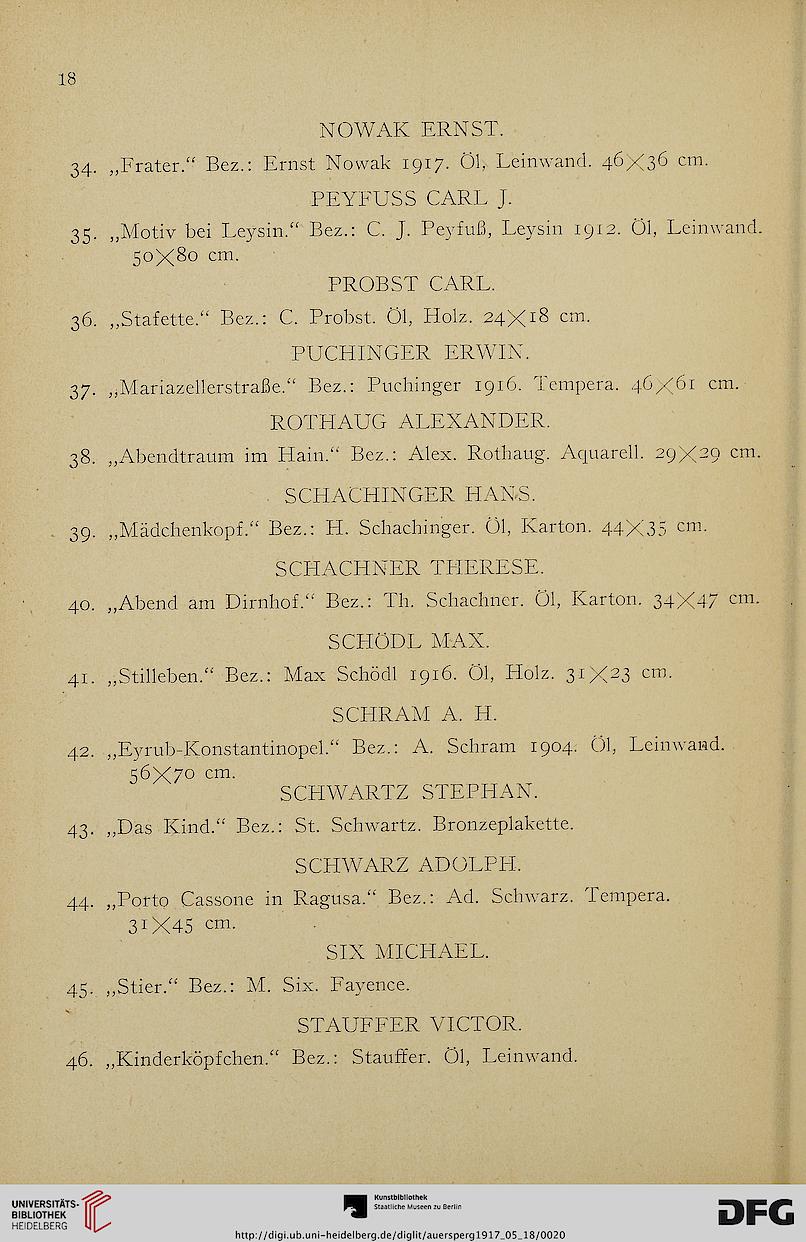 18
NOWAK ERNST.
34. „Frater.“ Bez.: Ernst Nowak 1917. Öl, Leinwand. 46×36 cm.
PEYFUSS CARL J.
35. „Motiv bei Leysin.“ Bez.: C. J. Peyfuß, Leysin 1912. Öl, Leinwand.
50×80 cm.
PROBST CARL.
36. „Stafette.“ Bez.: C. Probst. Öl, Holz. 24×18 cm.
PUCHINGER ERWIN.
37. „Mariazellerstraße.“ Bez.: Puchinger 1916. Tempera. 46×61 cm.
ROTHAUG ALEXANDER.
38. „Abendtraum im Hain.“ Bez.: Alex. Rothaug. Aquarell. 29×29 cm.
SCHACHINGER HANS.
39. „Mädchenkopf.“ Bez.: H. Schachinger. Öl, Karton. 44×35 cm.
SCHACHNER THERESE.
40. „Abend am Dirnhof.“ Bez.: Th. Schachner. Öl, Karton. 34×47 cm.
SCHÖDL MAX.
41. „Stilleben.“ Bez.: Max Schödl 1916. Öl, Holz. 31×23 cm.
SCHRAM A. H.
42. „Eyrub-Konstantinopel.“ Bez.: A. Schram 1904. Öl, Leinwand.
56×70 cm.
SCHWARTZ STEPHAN.
43. „Das Kind.“ Bez.: St. Schwartz. Bronzeplakette.
SCHWARZ ADOLPH.
44. „Porto Cassone in Ragusa.“ Bez.: Ad. Schwarz. Tempera.
31×45 cm.
SIX MICHAEL.
45. „Stier.“ Bez.: M. Six. Fayence.
STAUFFER VICTOR.
46. „Kinderköpfchen.“ Bez.: Stauffer. Öl, Leinwand.
UNIVERSITÄTS-
BIBLIOTHEK
HEIDELBERG
Kunstbibliothek
Staatliche Museen zu Berlin
http://digi.ub.uni-heidelberg.de/diglit/auersperg1917_05_18/0020
DFG